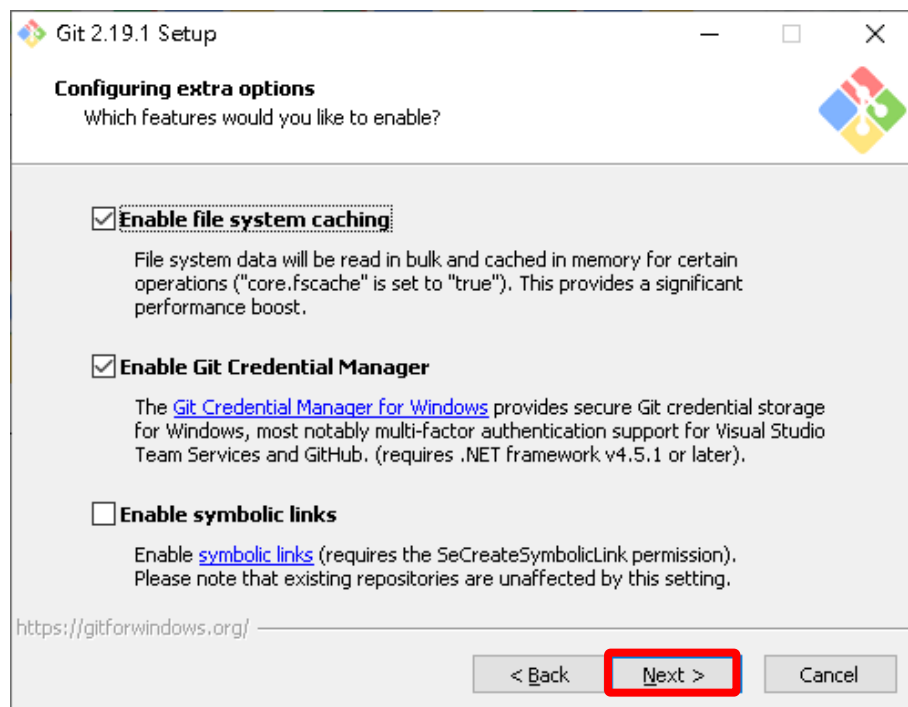 Git 2.19.1 Setup
Configuring extra options
Which features would you like to enable?
Enable file system caching
File system data will be read in bulk and cached in memory for certain
operations ("core.fscache" is set to "true"). This provides a significant
performance boost.
Enable Git Credential Manager
The Git Credential Manager for Windows provides secure Git credential storage
for Windows, most notably multi-factor authentication support for Visual Studio
Team Services and GitHub. (requires .NET framework v4.5.1 or later).
Enable symbolic links
Enable symbolic links (requires the SeCreateSymbolicLink permission).
Please note that existing repositories are unaffected by this setting.
https://gitforwindows.org/
< Back Next > Cancel